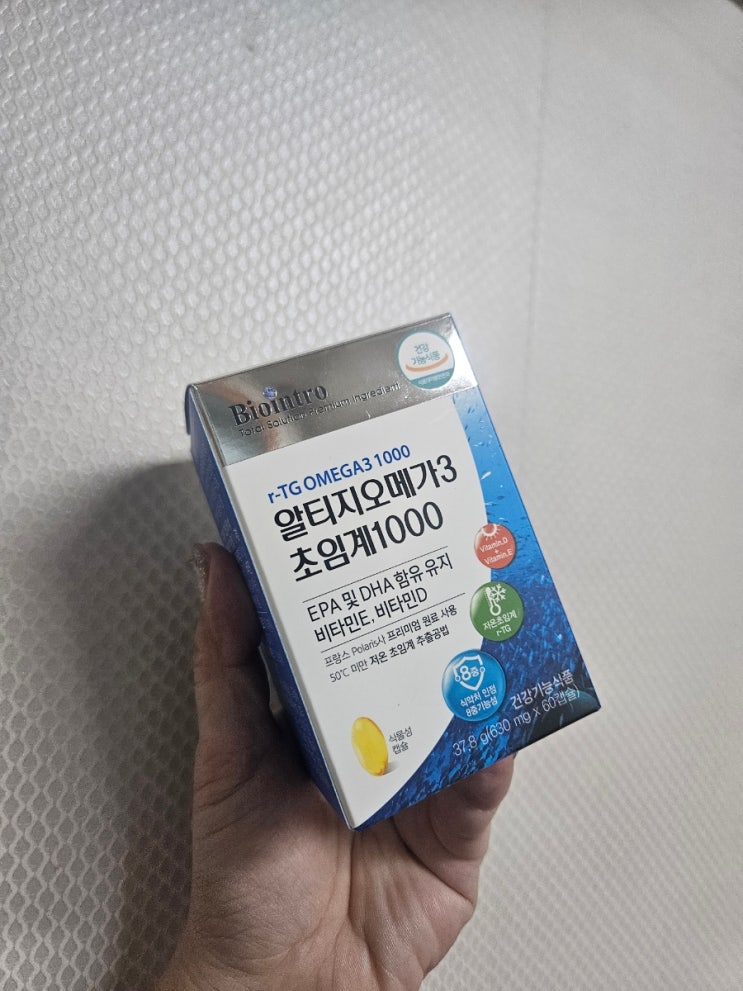 건강
기능식품
Biointro
Total Solution Premium Ingredient
r-TG OMEGA3 1000
알티지오메가3
초임계1000
EPA 및 DHA 함유 유지
비타민E, 비타민D
프랑스 Polaris사 프리미엄 원료 사용
50℃ 미만 저온 초임계 추출공법
Vitamin.D
+
Vitamin.E
저온초임계
r-TG
8중
식약처 인정
8중기능성
식물성
캡슐
건강기능식품
37.8 g(630 mg x 60캡슐)